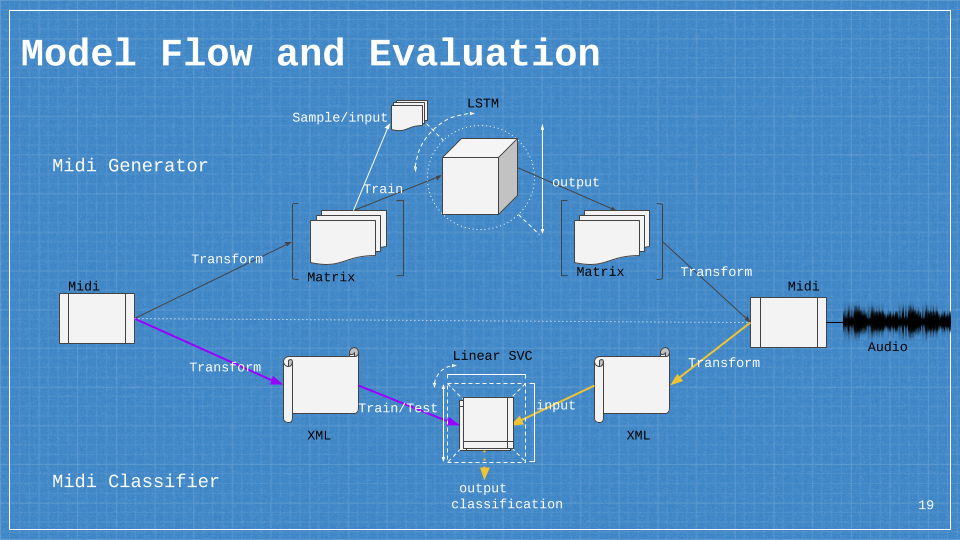 Model Flow and Evaluation
LSTM
Sample/input
Midi Generator
Train
output
Transform
Matrix
Matrix
Transform
Midi
Midi
Audio
Transform
Linear SVC
Transform
Train/Test
input
XML
XML
Midi Classifier
output
classification
19